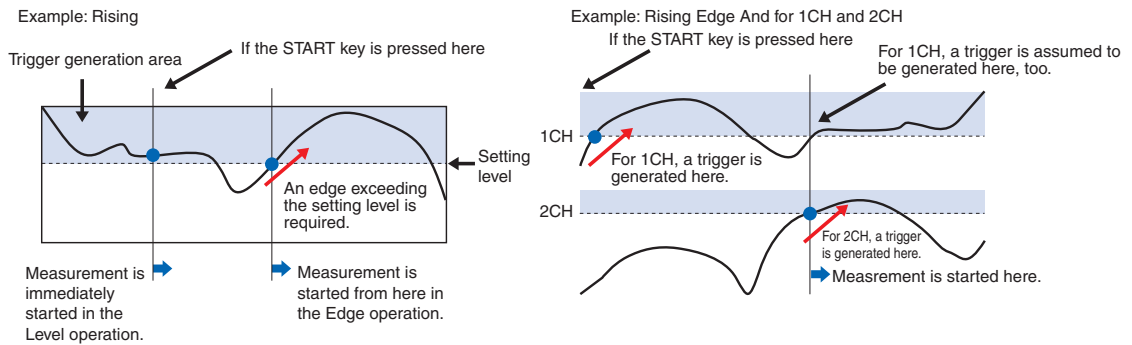 Example: Rising
If the START key is pressed here
Trigger generation area
Setting
level
An edge exceeding
the setting level is
required.
Measurement is
immediately
started in the
Level operation.
Measurement is
started from here in
the Edge operation.
Example: Rising Edge And for 1CH and 2CH
If the START key is pressed here
For 1CH, a trigger is assumed to
be generated here, too.
1CH
For 1CH, a trigger is
generated here.
2CH
For 2CH, a trigger
is generated here.
Measrement is started here.